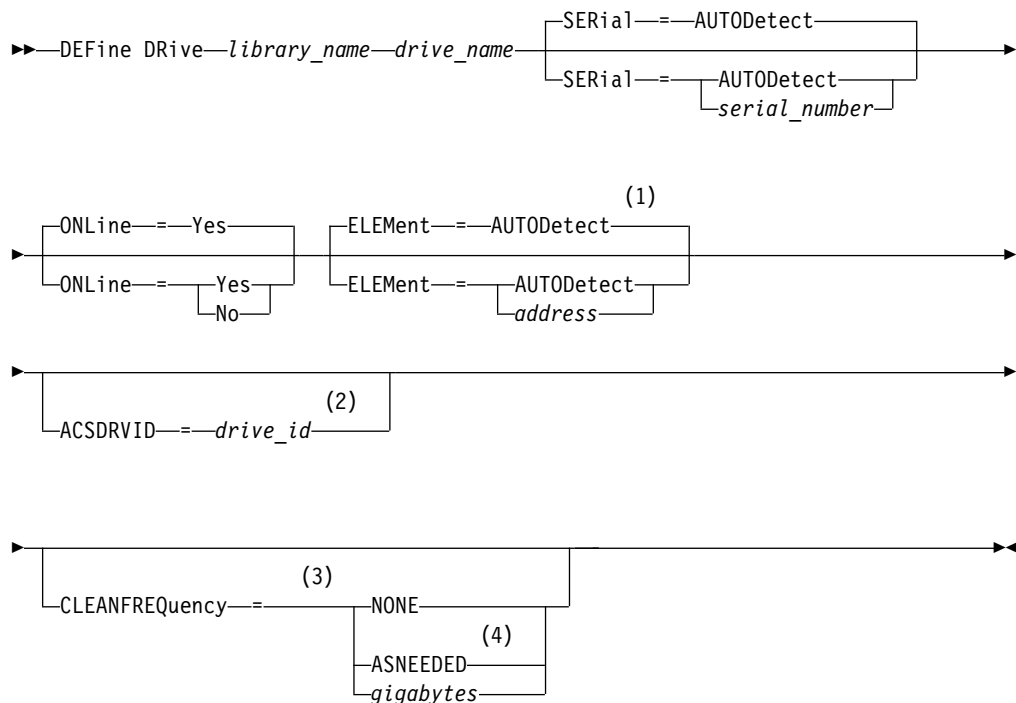 SERial = AUTODetect
DEFine DRive library_name drive_name
SERial = AUTODetect
serial_number
(1)
ONLine = Yes ELEMent = AUTODetect
ONLine = Yes ELEMent = AUTODetect
No address
(2)
ACSDRVID = drive_id
(3)
CLEANFREQuency = NONE
(4)
ASNEEDED
gigabytes